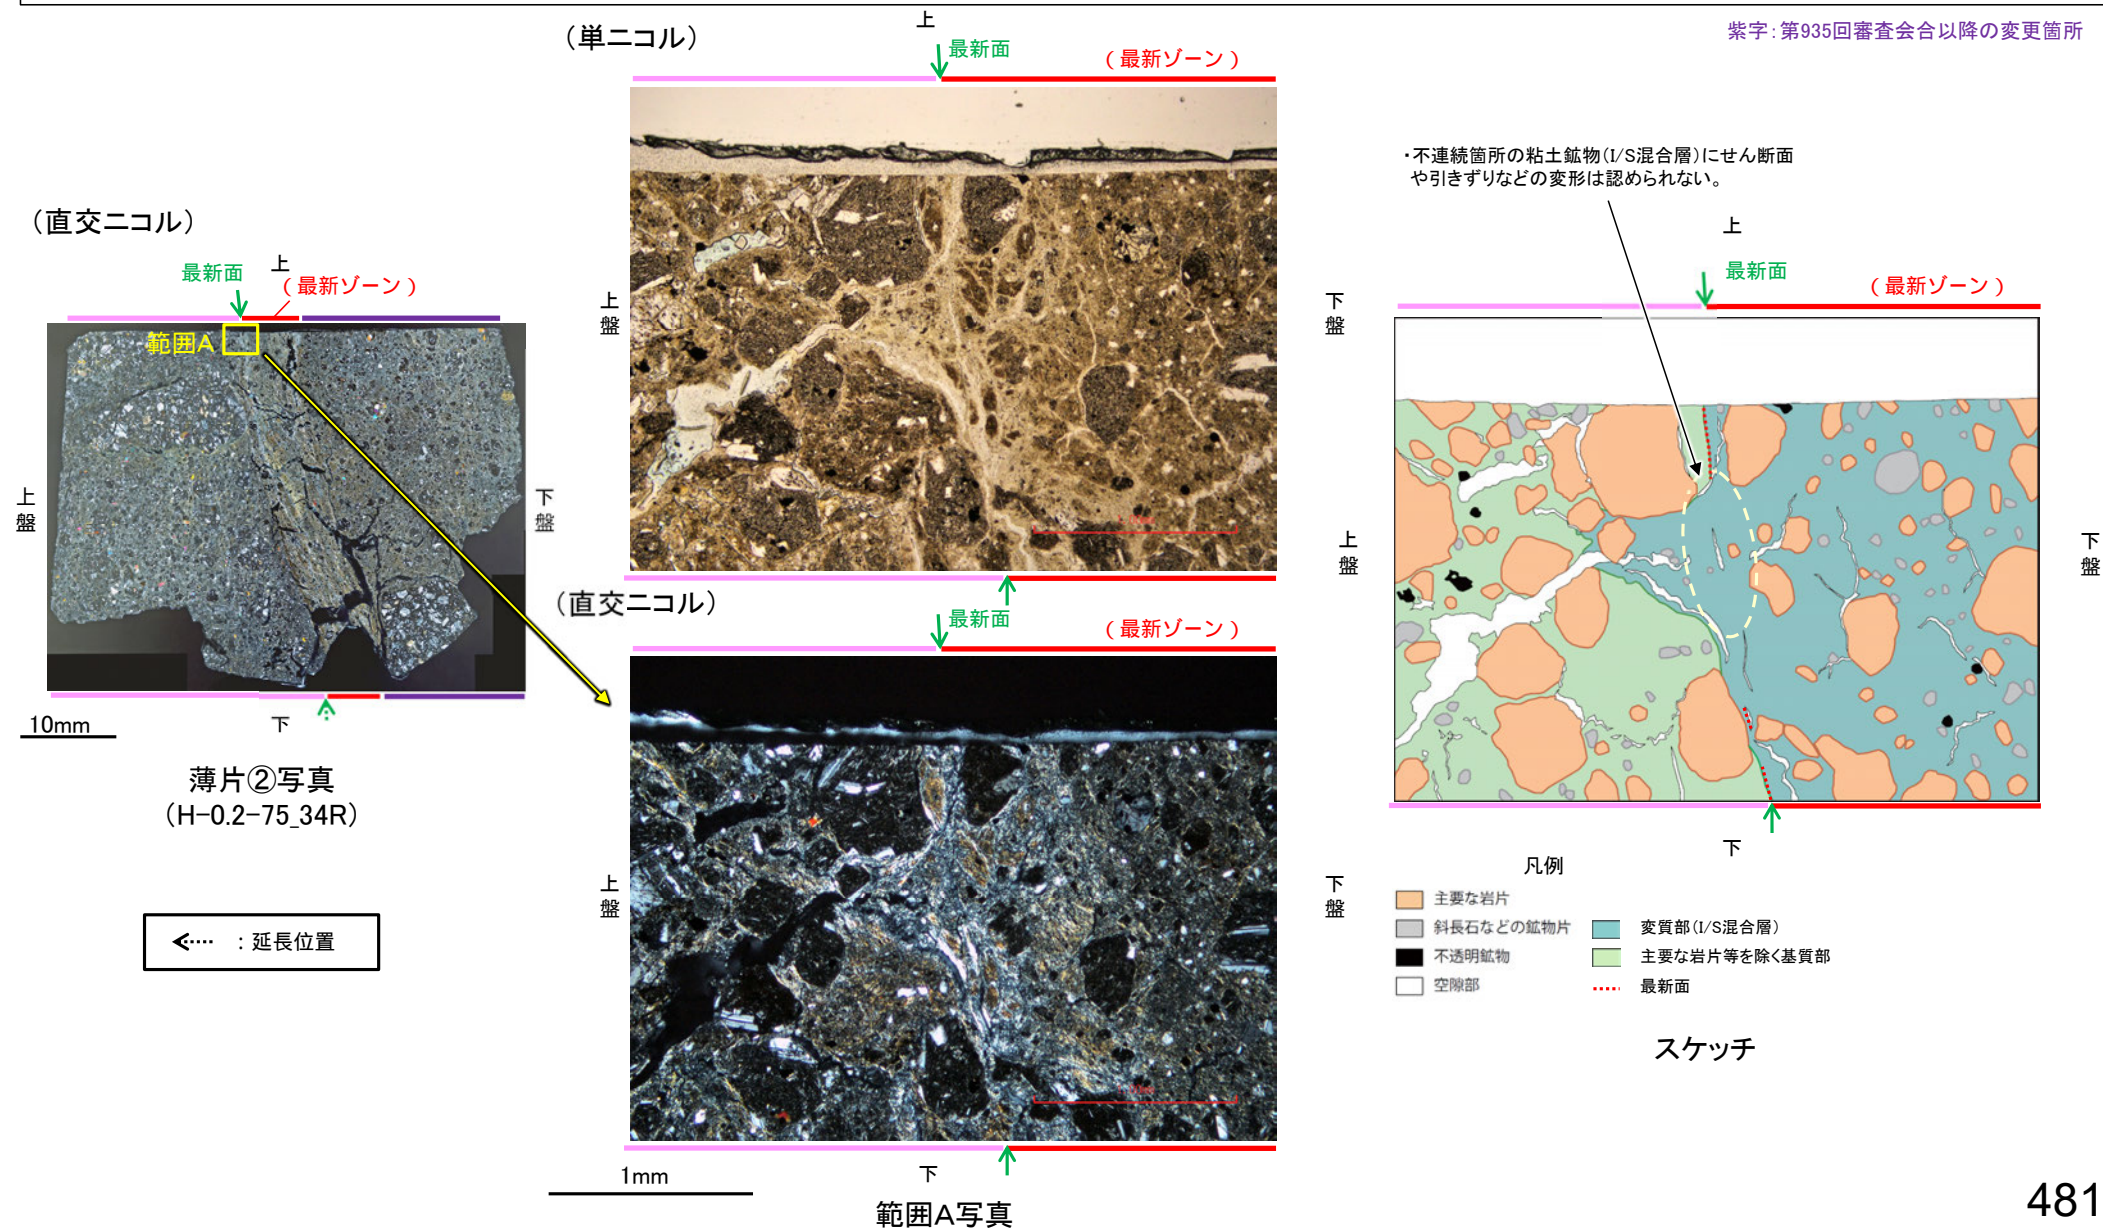 紫字：第935回審査会合以降の変更箇所
（直交ニコル）
最新面
上
（最新ゾーン）
範囲A
上盤
下盤
10mm
下
薄片②写真
（H-0.2-75_34R）
：延長位置
（単ニコル）
上
最新面
（最新ゾーン）
上盤
下盤
（直交ニコル）
最新面
（最新ゾーン）
上盤
下盤
1mm
下
範囲A写真
・不連続箇所の粘土鉱物（I/S混合層）にせん断面
や引きずりなどの変形は認められない。
上
最新面
（最新ゾーン）
上盤
下盤
下
凡例
主要な岩片
斜長石などの鉱物片
不透明鉱物
空隙部
変質部（I/S混合層）
主要な岩片等を除く基質部
最新面
スケッチ
481